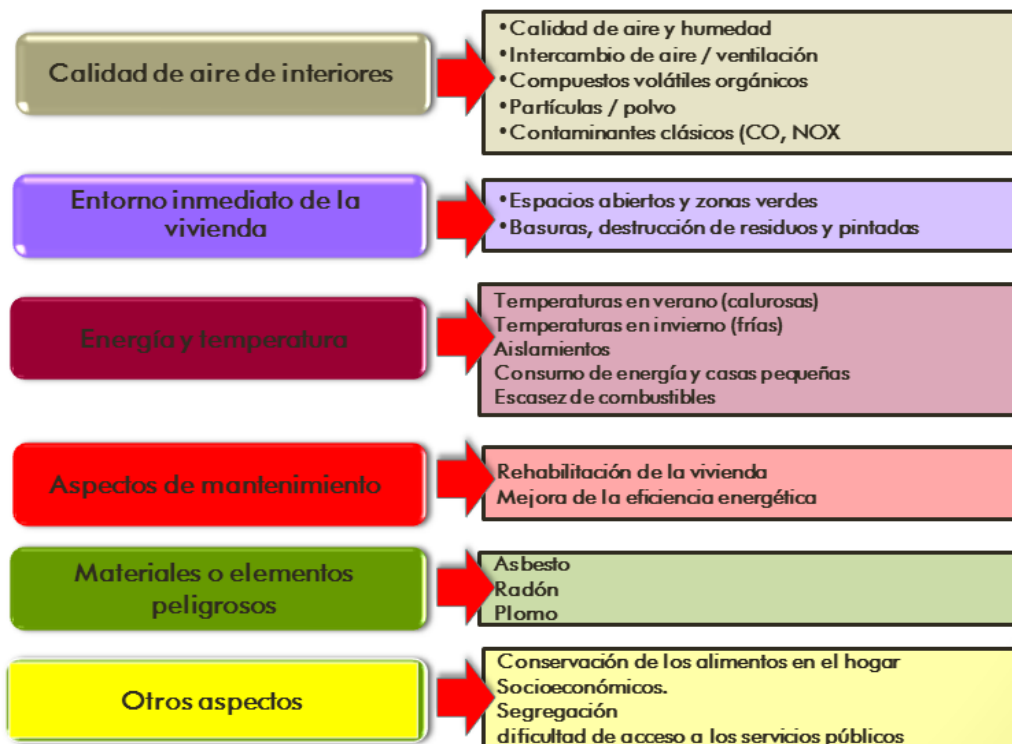 Calidad de aire de interiores
•Calidad de aire y humedad
•Intercambio de aire / ventilación
•Compuestos volátiles orgánicos
•Partículas / polvo
•Contaminantes clásicos (CO, NOX
Entorno inmediato de la
vivienda
•Espacios abiertos y zonas verdes
•Basuras, destrucción de residuos y pintadas
Energía y temperatura
Temperaturas en verano (calurosas)
Temperaturas en invierno (frías)
Aislamientos
Consumo de energía y casas pequeñas
Escasez de combustibles
Aspectos de mantenimiento
Rehabilitación de la vivienda
Mejora de la eficiencia energética
Materiales o elementos
peligrosos
Asbesto
Radón
Plomo
Otros aspectos
Conservación de los alimentos en el hogar
Socioeconómicos.
Segregación
dificultad de acceso a los servicios públicos